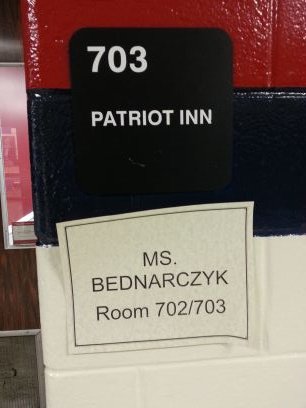 703
PATRIOT INN
MS.
BEDNARCZYK
Room 702/703